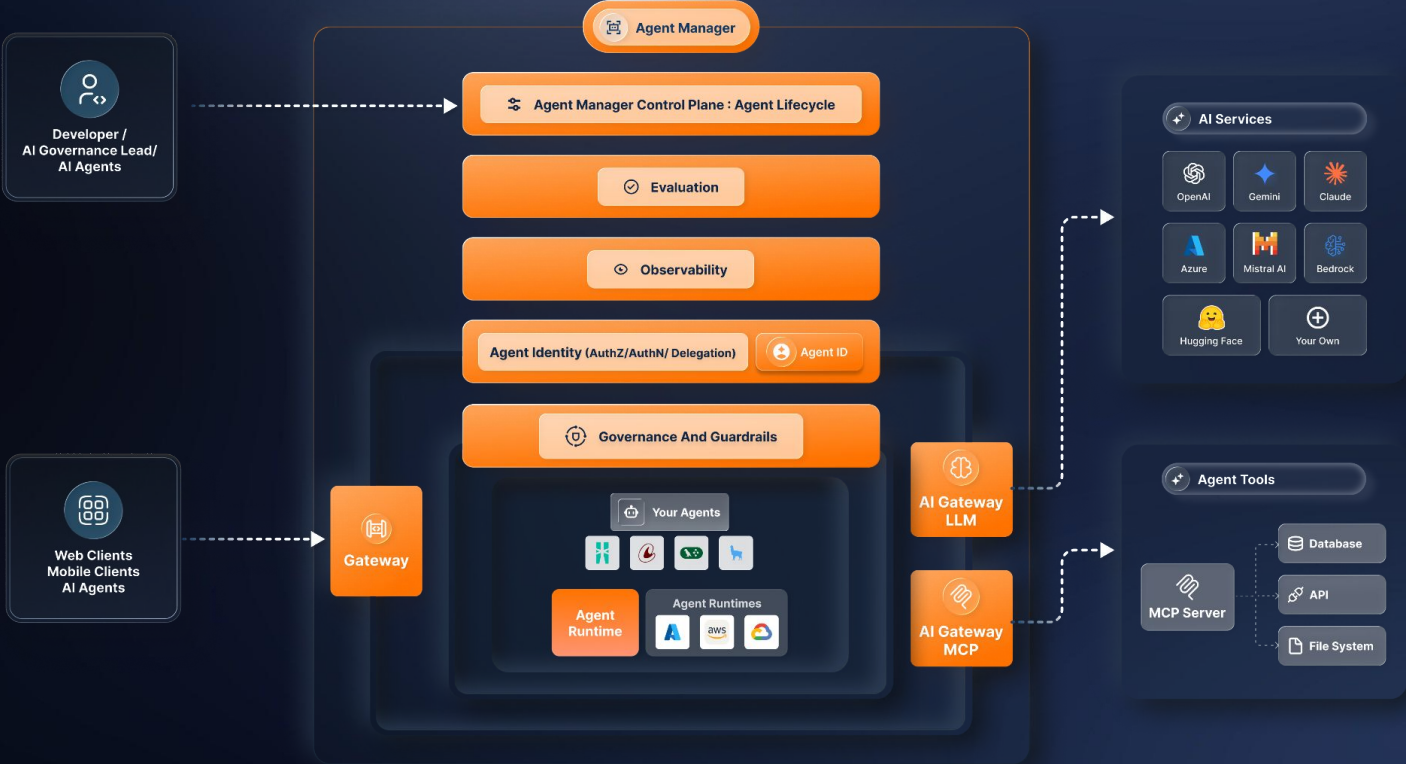 Agent Manager
Developer /
AI Governance Lead/
AI Agents
Agent Manager Control Plane : Agent Lifecycle
Evaluation
Observability
Agent Identity (AuthZ/AuthN/ Delegation)
Agent ID
Governance And Guardrails
Web Clients
Mobile Clients
AI Agents
Gateway
Your Agents
Agent
Runtime
Agent Runtimes
aws
AI Gateway
LLM
AI Gateway
MCP
AI Services
OpenAI
Gemini
Claude
Azure
Mistral AI
Bedrock
Hugging Face
Your Own
Agent Tools
MCP Server
Database
API
File System